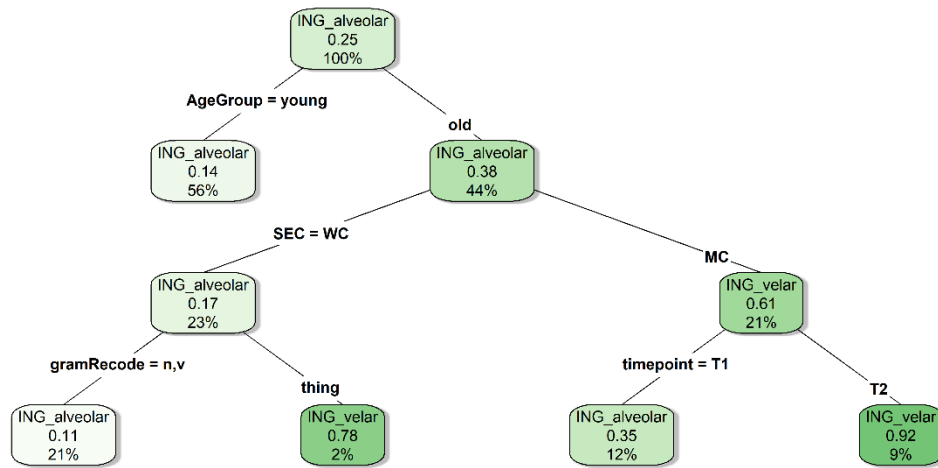 ING_alveolar
0.25
100%
AgeGroup = young
old
ING_alveolar
0.14
56%
ING_alveolar
0.38
44%
SEC = WC
MC
ING_alveolar
0.17
23%
ING_velar
0.61
21%
gramRecode = n,v
thing
timepoint = T1
T2
ING_alveolar
0.11
21%
ING_velar
0.78
2%
ING_alveolar
0.35
12%
ING_velar
0.92
9%